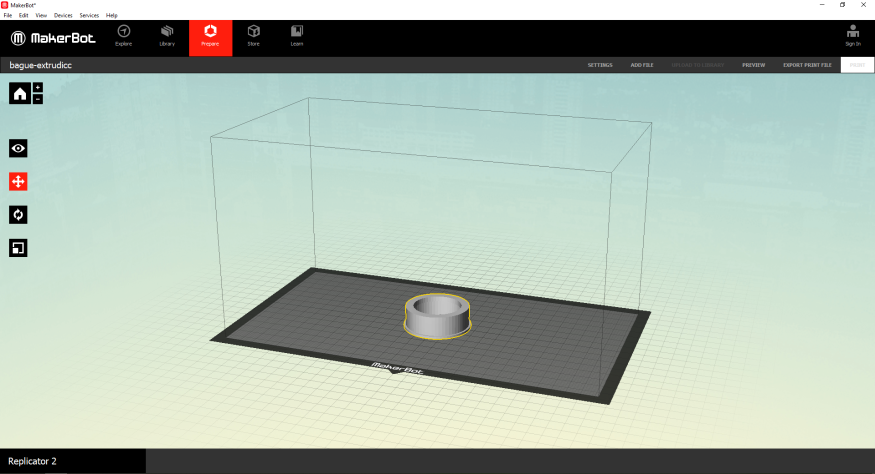 MakerBot*
File Edit View Devices Services Help
MakerBot
Explore
Library
Prepare
Store
Learn
Sign In
bague-extrudicc
SETTINGS ADD FILE UPLOAD TO LIBRARY PREVIEW EXPORT PRINT FILE PRINT
MakerBot
Replicator 2